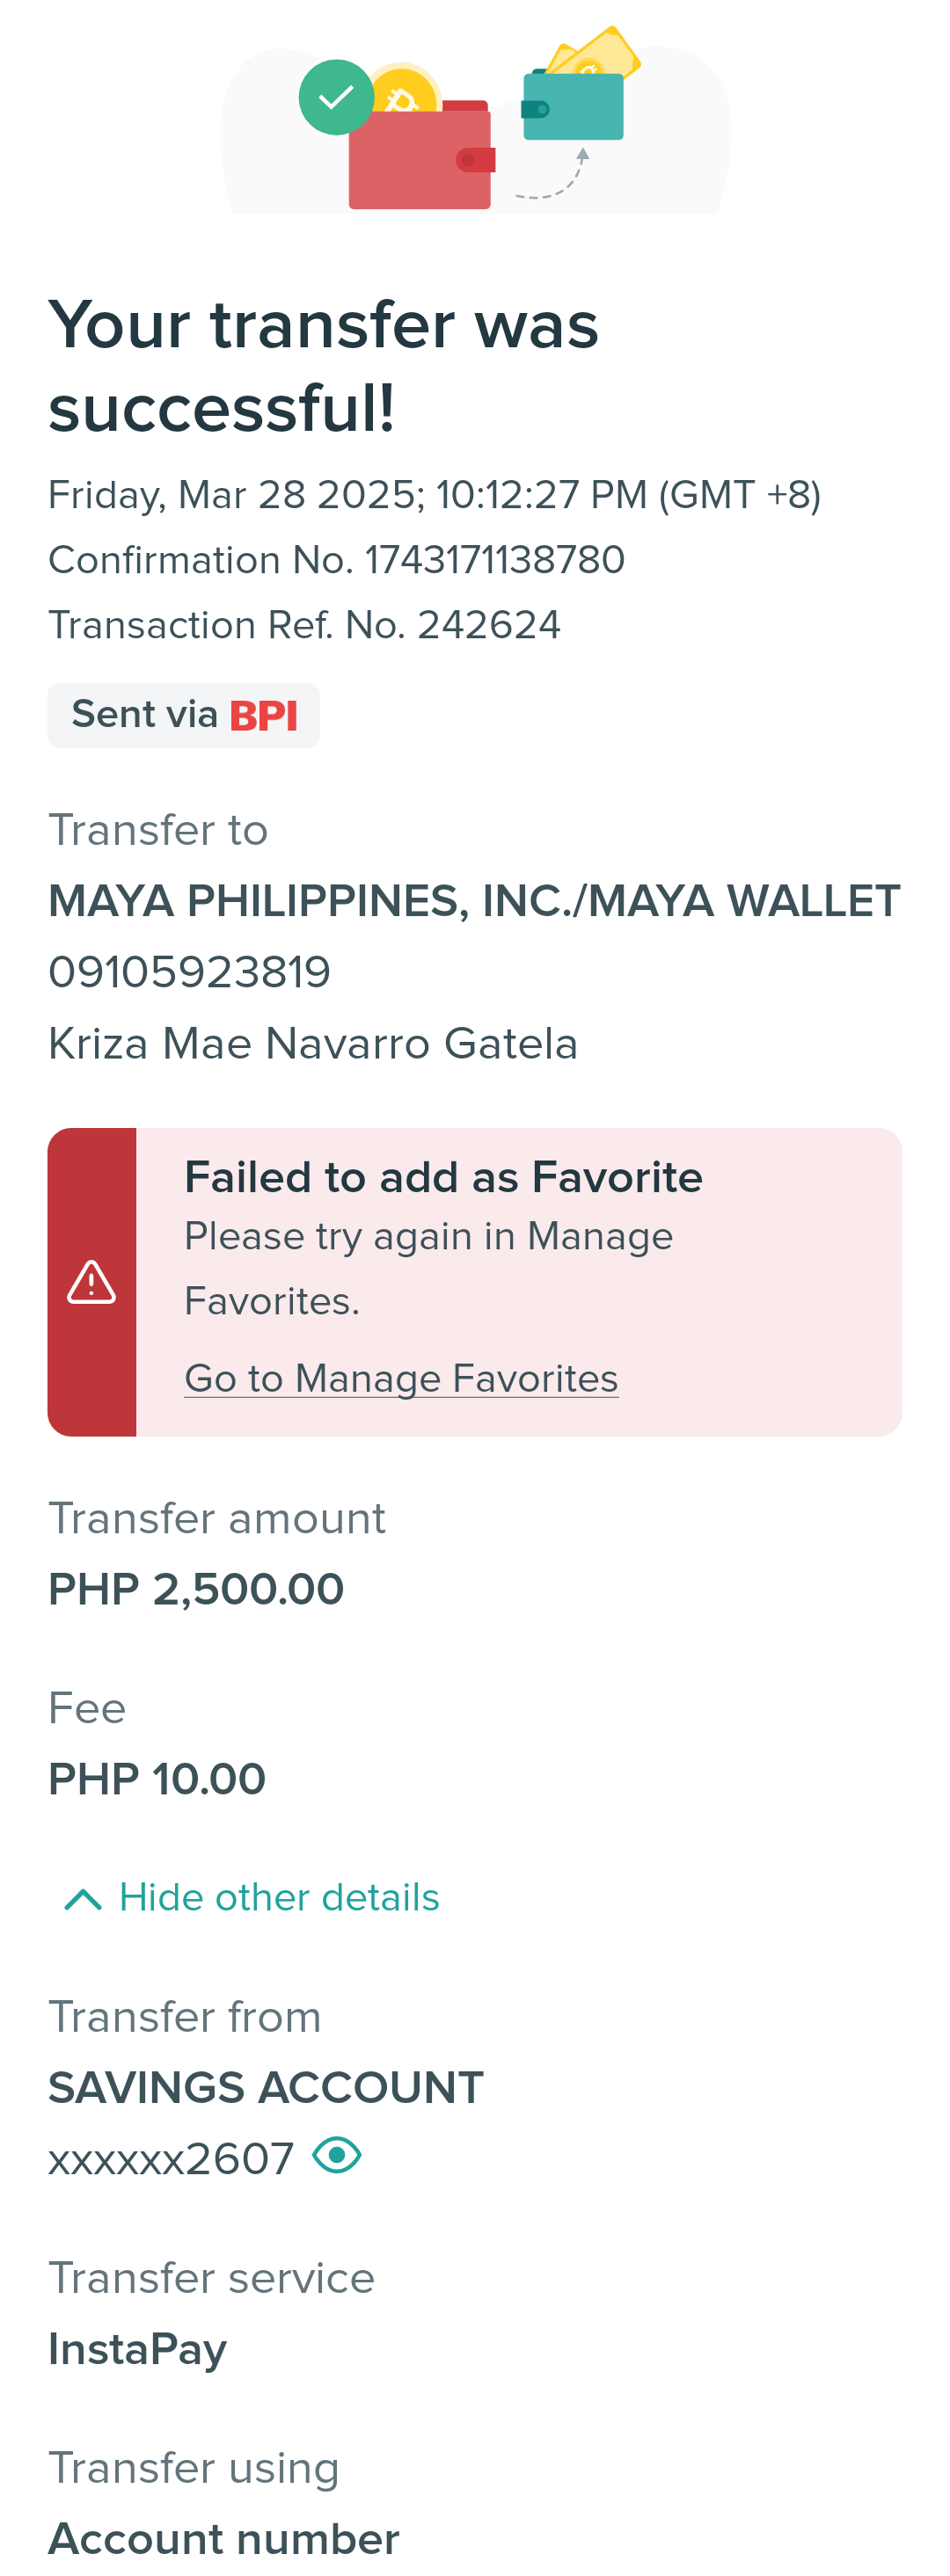 Your transfer was
successful!
Friday, Mar 28 2025; 10:12:27 PM (GMT +8)
Confirmation No. 1743171138780
Transaction Ref. No. 242624
Sent via BPI
Transfer to
MAYA PHILIPPINES, INC./MAYA WALLET
09105923819
Kriza Mae Navarro Gatela
Failed to add as Favorite
Please try again in Manage
Favorites.
Go to Manage Favorites
Transfer amount
PHP 2,500.00
Fee
PHP 10.00
Hide other details
Transfer from
SAVINGS ACCOUNT
xxxxxx2607
Transfer service
InstaPay
Transfer using
Account number